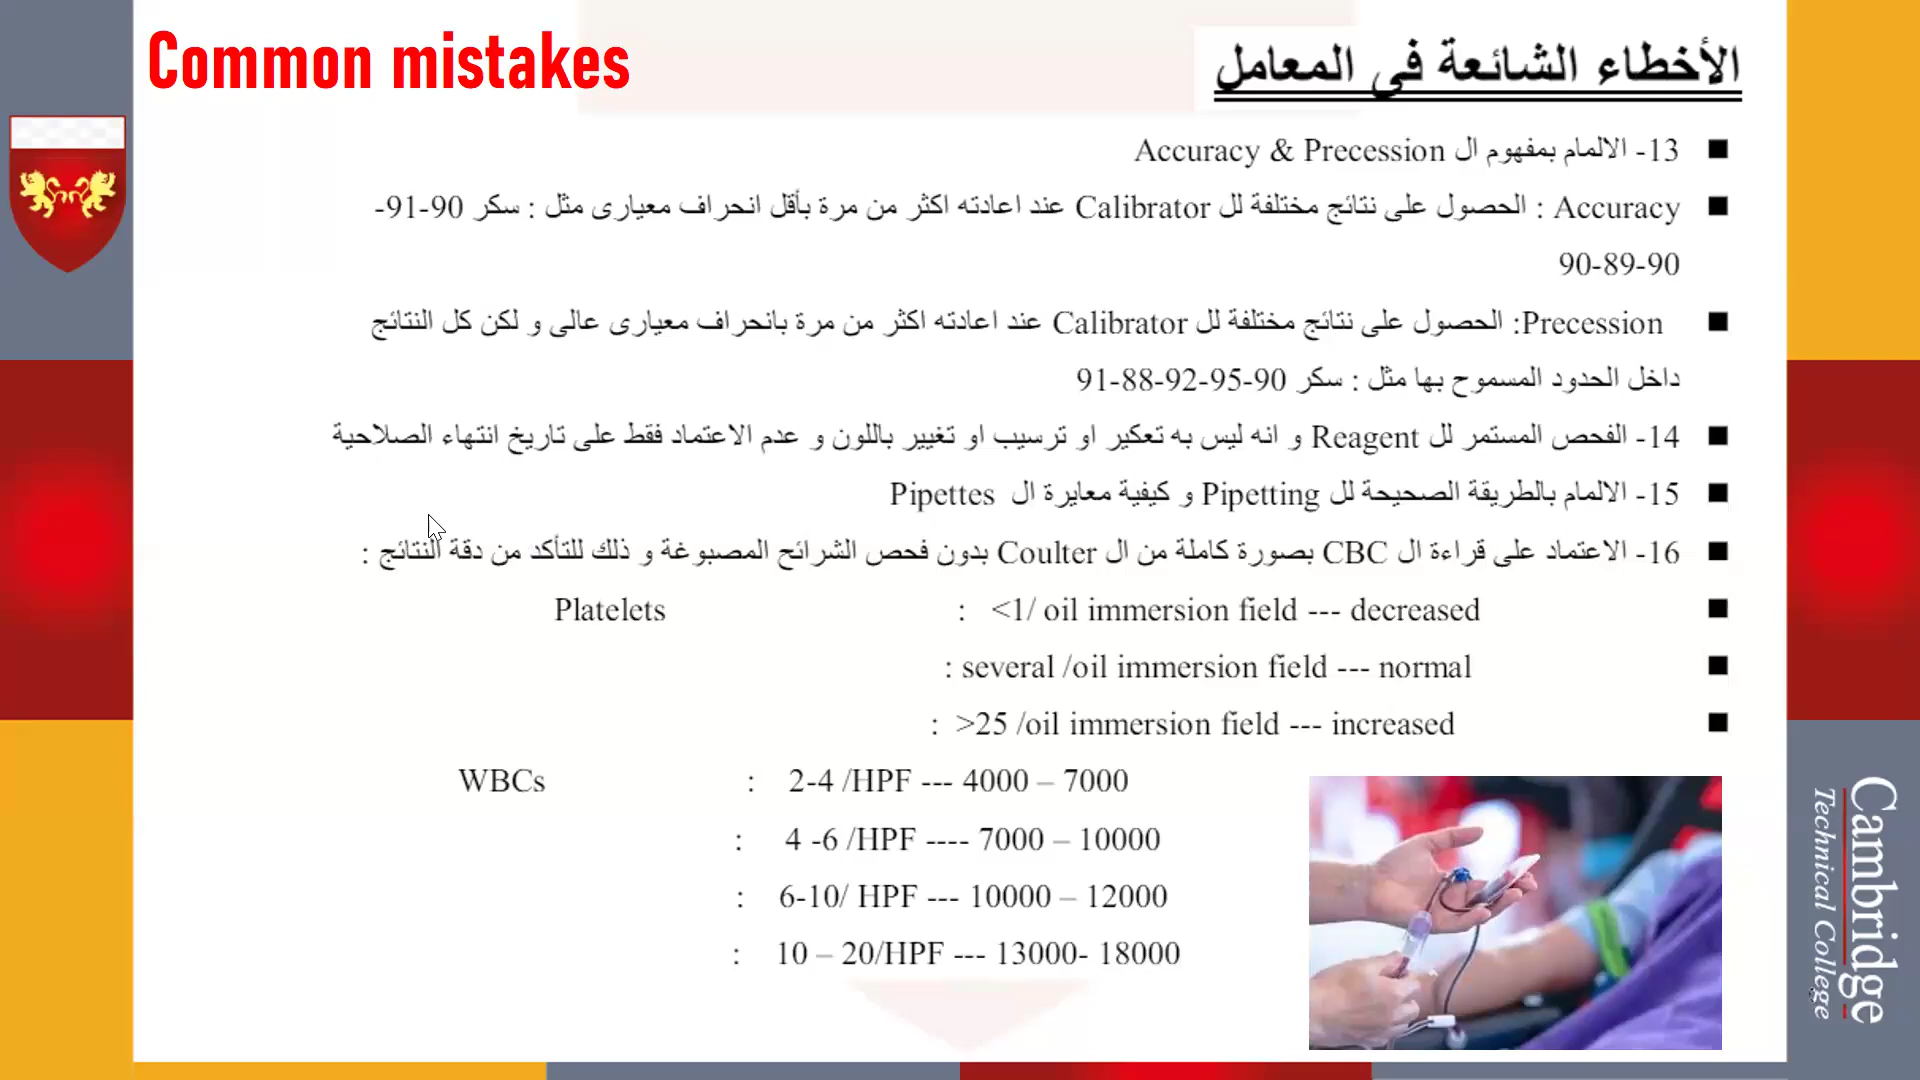 Common mistakes
الأخطاء الشائعة فى المعامل
13- الالمام بمفهوم ال Accuracy & Precession
Accuracy : الحصول على نتائج مختلفة لل Calibrator عند اعادته اكثر من مرة بأقل انحراف معيارى مثل : سكر 90-91-
90-89-90
Precession: الحصول على نتائج مختلفة لل Calibrator عند اعادته اكثر من مرة بانحراف معيارى عالى و لكن كل النتائج
داخل الحدود المسموح بها مثل : سكر 90-95-92-88-91
14- الفحص المستمر لل Reagent و انه ليس به تعكير او ترسيب او تغيير باللون و عدم الاعتماد فقط على تاريخ انتهاء الصلاحية
15- الالمام بالطريقة الصحيحة لل Pipetting و كيفية معايرة ال Pipettes
16- الاعتماد على قراءة ال CBC بصورة كاملة من ال Coulter بدون فحص الشرائح المصبوغة و ذلك للتأكد من دقة النتائج :
Platelets : <1/ oil immersion field --- decreased
: several /oil immersion field --- normal
: >25 /oil immersion field --- increased
WBCs : 2-4 /HPF --- 4000 – 7000
: 4 -6 /HPF ---- 7000 – 10000
: 6-10/ HPF --- 10000 – 12000
: 10 – 20/HPF --- 13000- 18000
Cambridge
Technical College